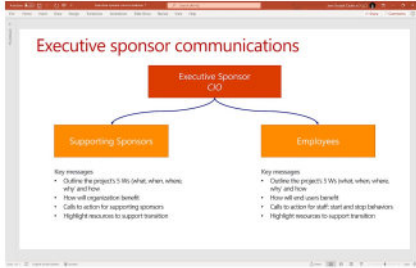 Executive sponsor communications
Executive Sponsor
CIO
Supporting Sponsors
Employees
Key messages
• Outline the project's 5 Ws (what, when, where,
why' and how
• How will organization benefit
• Calls to action for supporting sponsors
• Highlight resources to support transition
Key messages
• Outline the project's 5 Ws (what, when, where,
why' and how
• How will end users benefit
• Calls to action for staff: start and stop behaviors
• Highlight resources to support transition